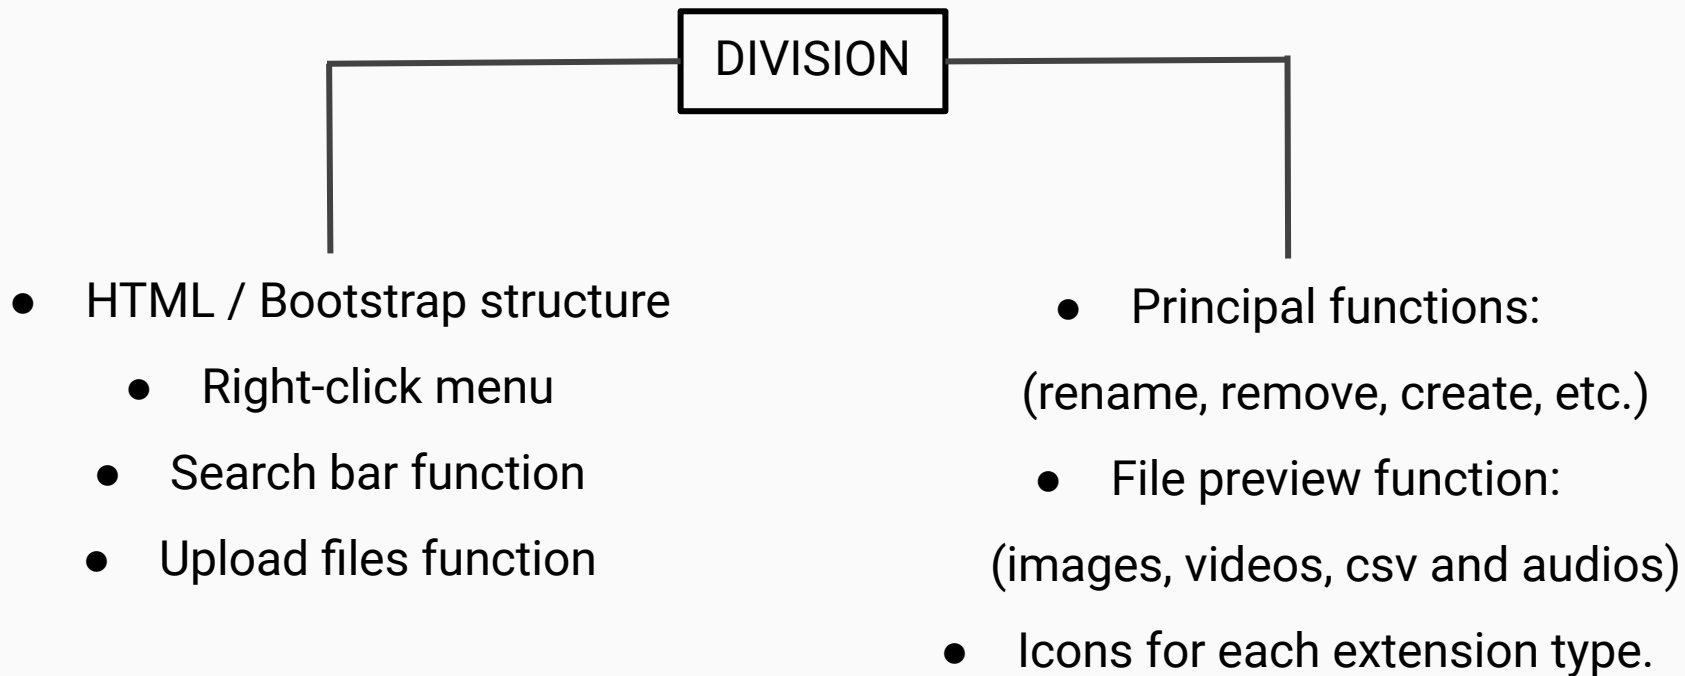 DIVISION
● HTML / Bootstrap structure
● Right-click menu
● Search bar function
● Upload files function
● Principal functions:
(rename, remove, create, etc.)
● File preview function:
(images, videos, csv and audios)
● Icons for each extension type.